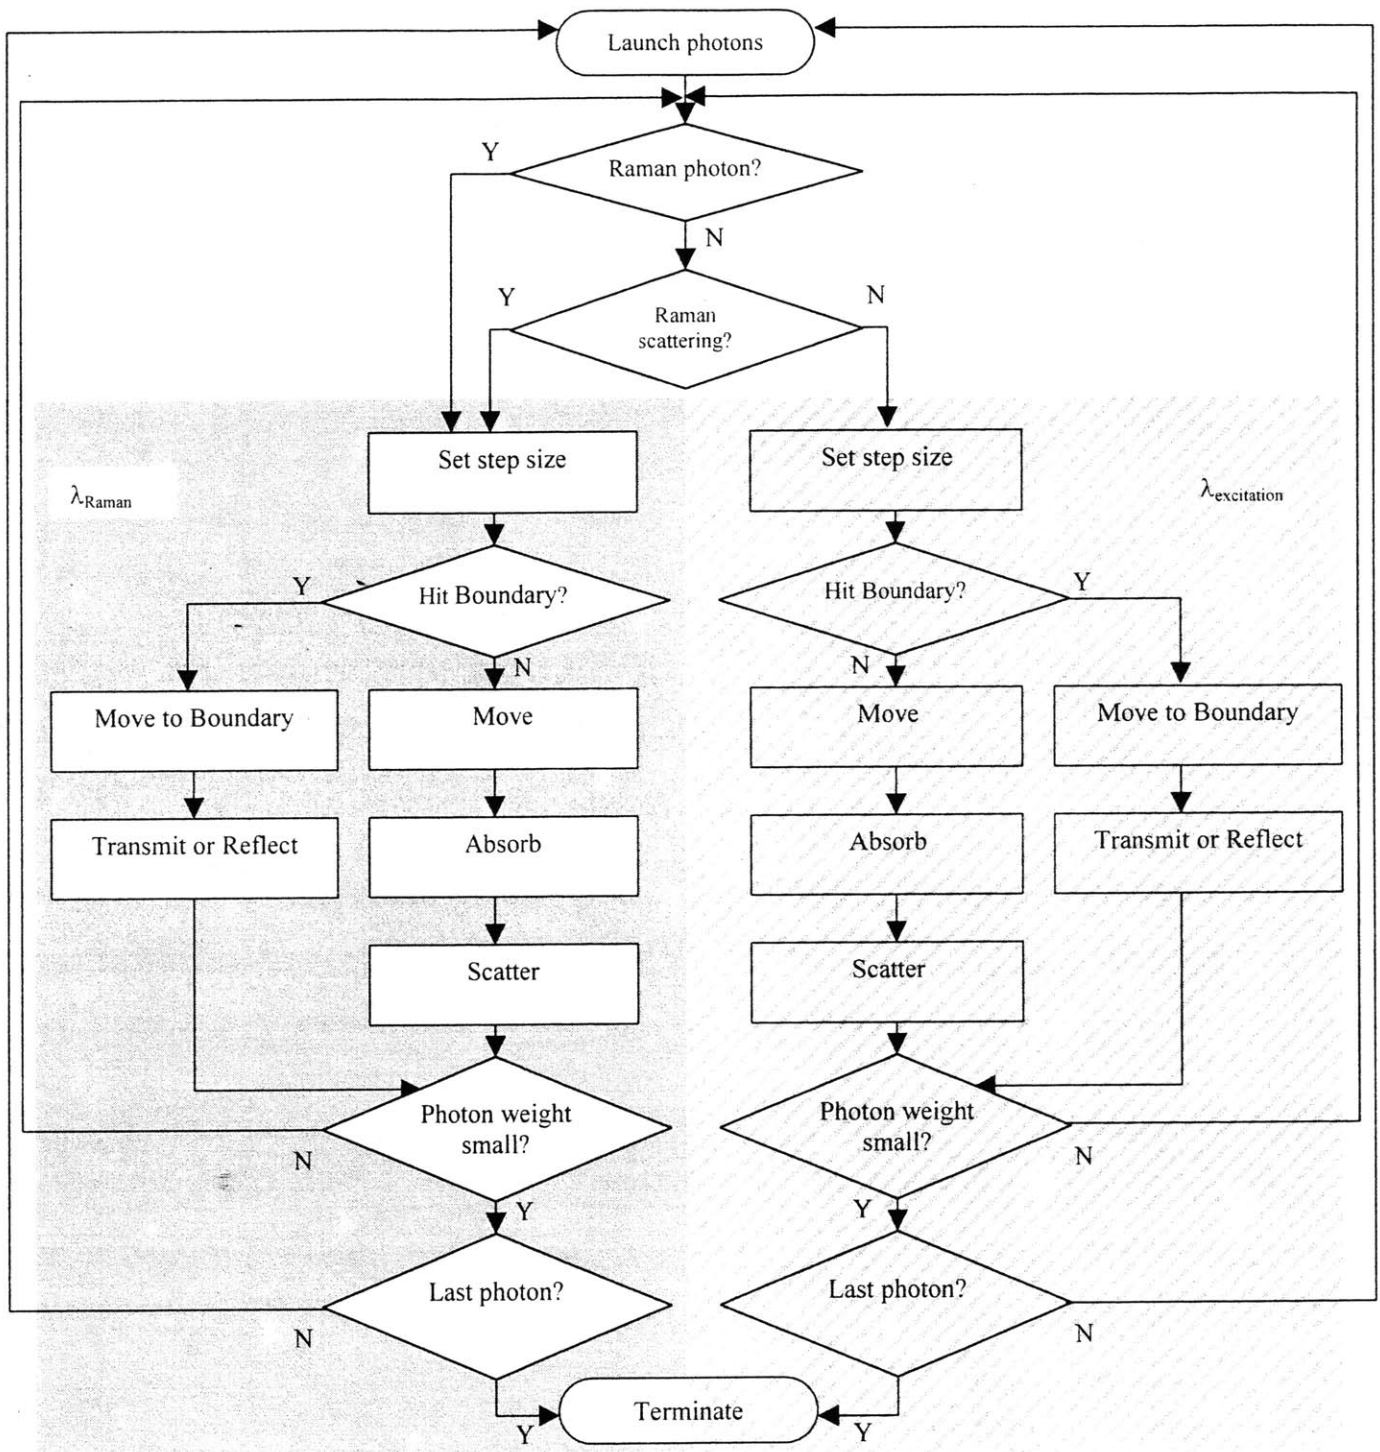 Launch photons
Y
Raman photon?
N
Y
N
Raman
scattering?
Set step size
Set step size
λRaman
λexcitation
Y
Hit Boundary?
Hit Boundary?
Y
N
N
Move to Boundary
Move
Move
Move to Boundary
Transmit or Reflect
Absorb
Absorb
Transmit or Reflect
Scatter
Scatter
Photon weight
small?
Photon weight
small?
N
N
Y
Y
Last photon?
Last photon?
N
N
Terminate
Y
Y